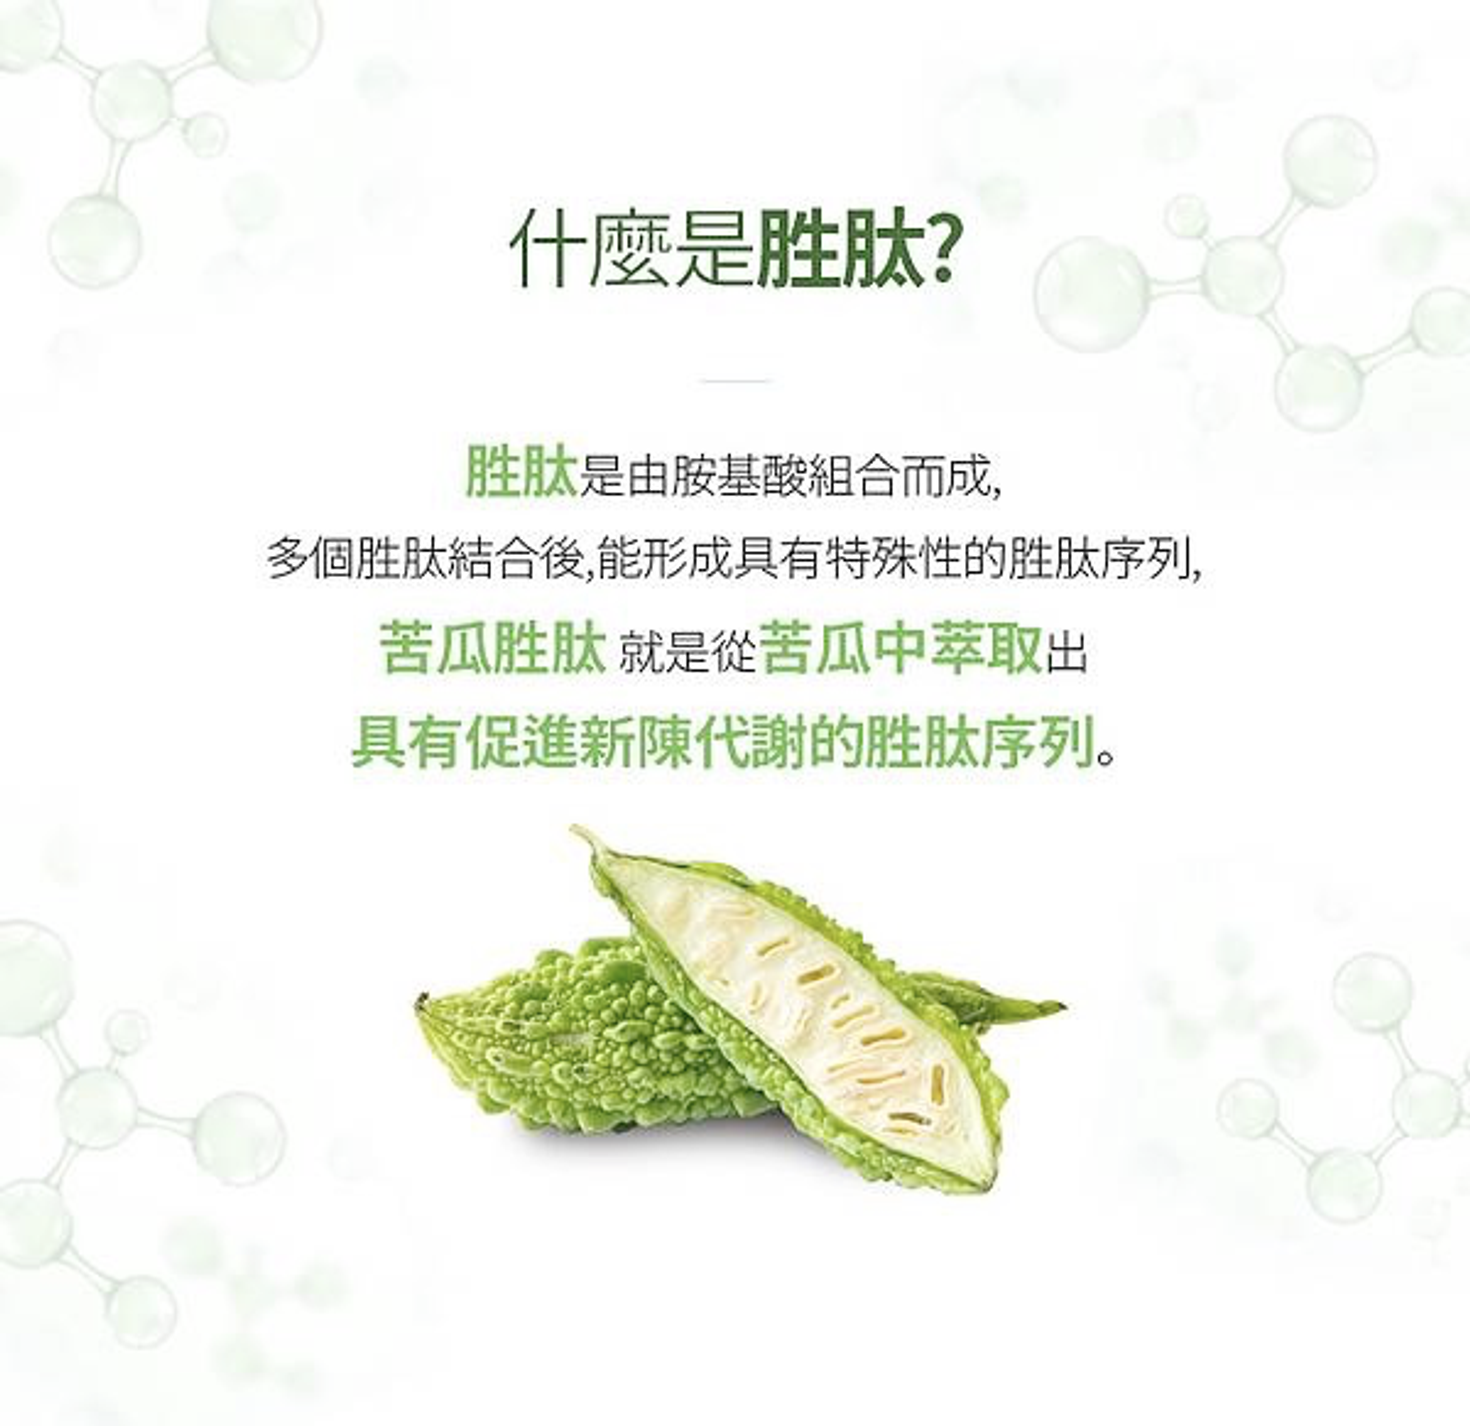 什麼是胜肽?
胜肽是由胺基酸組合而成,
多個胜肽結合後,能形成具有特殊性的胜肽序列,
苦瓜胜肽 就是從苦瓜中萃取出
具有促進新陳代謝的胜肽序列。